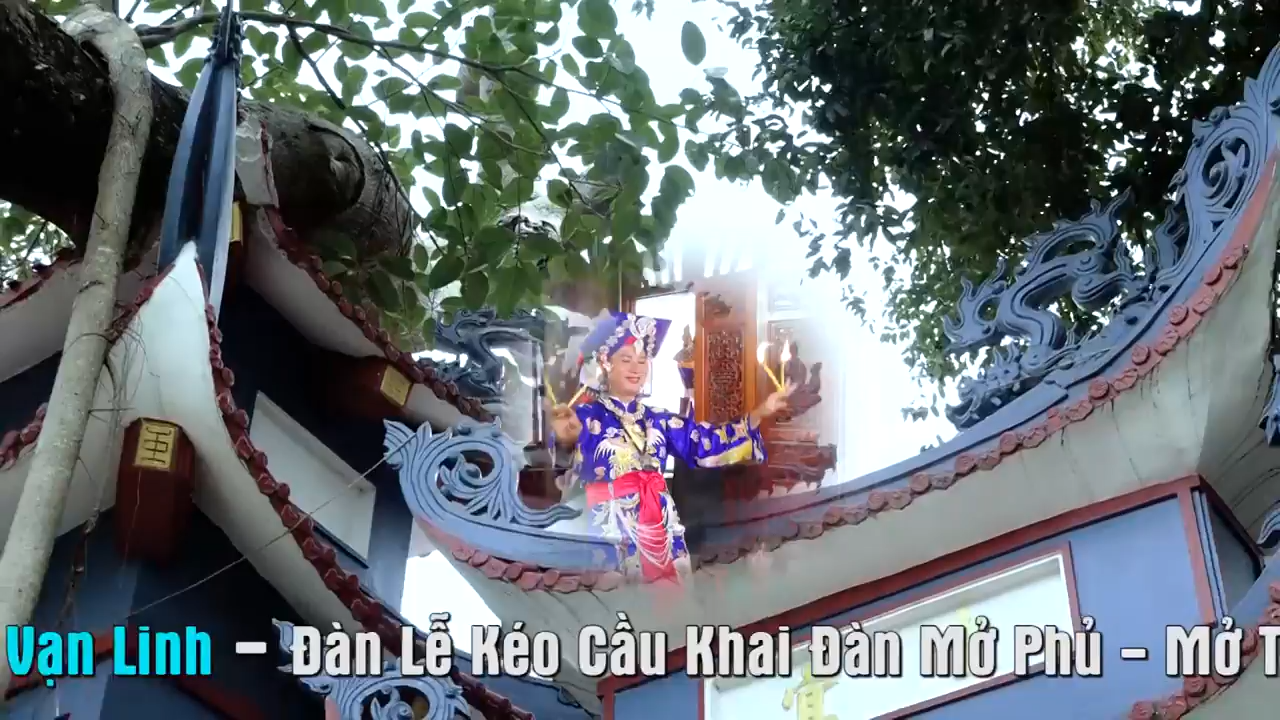 Vạn Linh - Đàn Lễ Kéo Cầu Khai Đàn Mở Phủ - Mở T